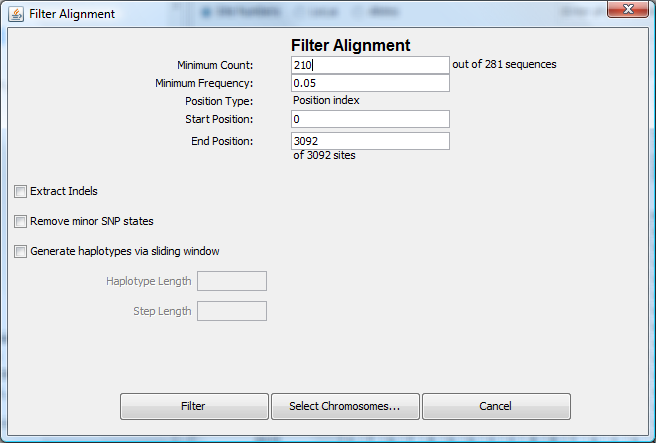 Filter Alignment
Filter Alignment
Minimum Count: 210 out of 281 sequences
Minimum Frequency: 0.05
Position Type: Position index
Start Position: 0
End Position: 3092
of 3092 sites
Extract Indels
Remove minor SNP states
Generate haplotypes via sliding window
Haplotype Length
Step Length
Filter Select Chromosomes... Cancel